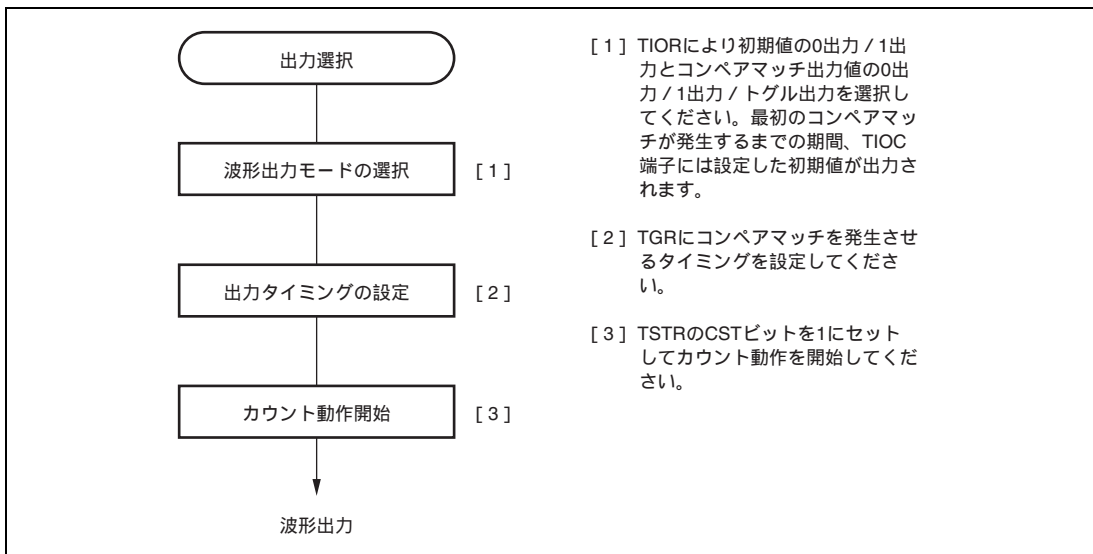 出力選択
波形出力モードの選択 [ 1 ]
出力タイミングの設定 [ 2 ]
カウント動作開始 [ 3 ]
波形出力
[ 1 ] TIORにより初期値の0出力 / 1出
力とコンペアマッチ出力値の0出
力 / 1出力 / トグル出力を選択し
てください。最初のコンペアマッ
チが発生するまでの期間、TIOC
端子には設定した初期値が出力さ
れます。
[ 2 ] TGRにコンペアマッチを発生させ
るタイミングを設定してくださ
い。
[ 3 ] TSTRのCSTビットを1にセット
してカウント動作を開始してくだ
さい。